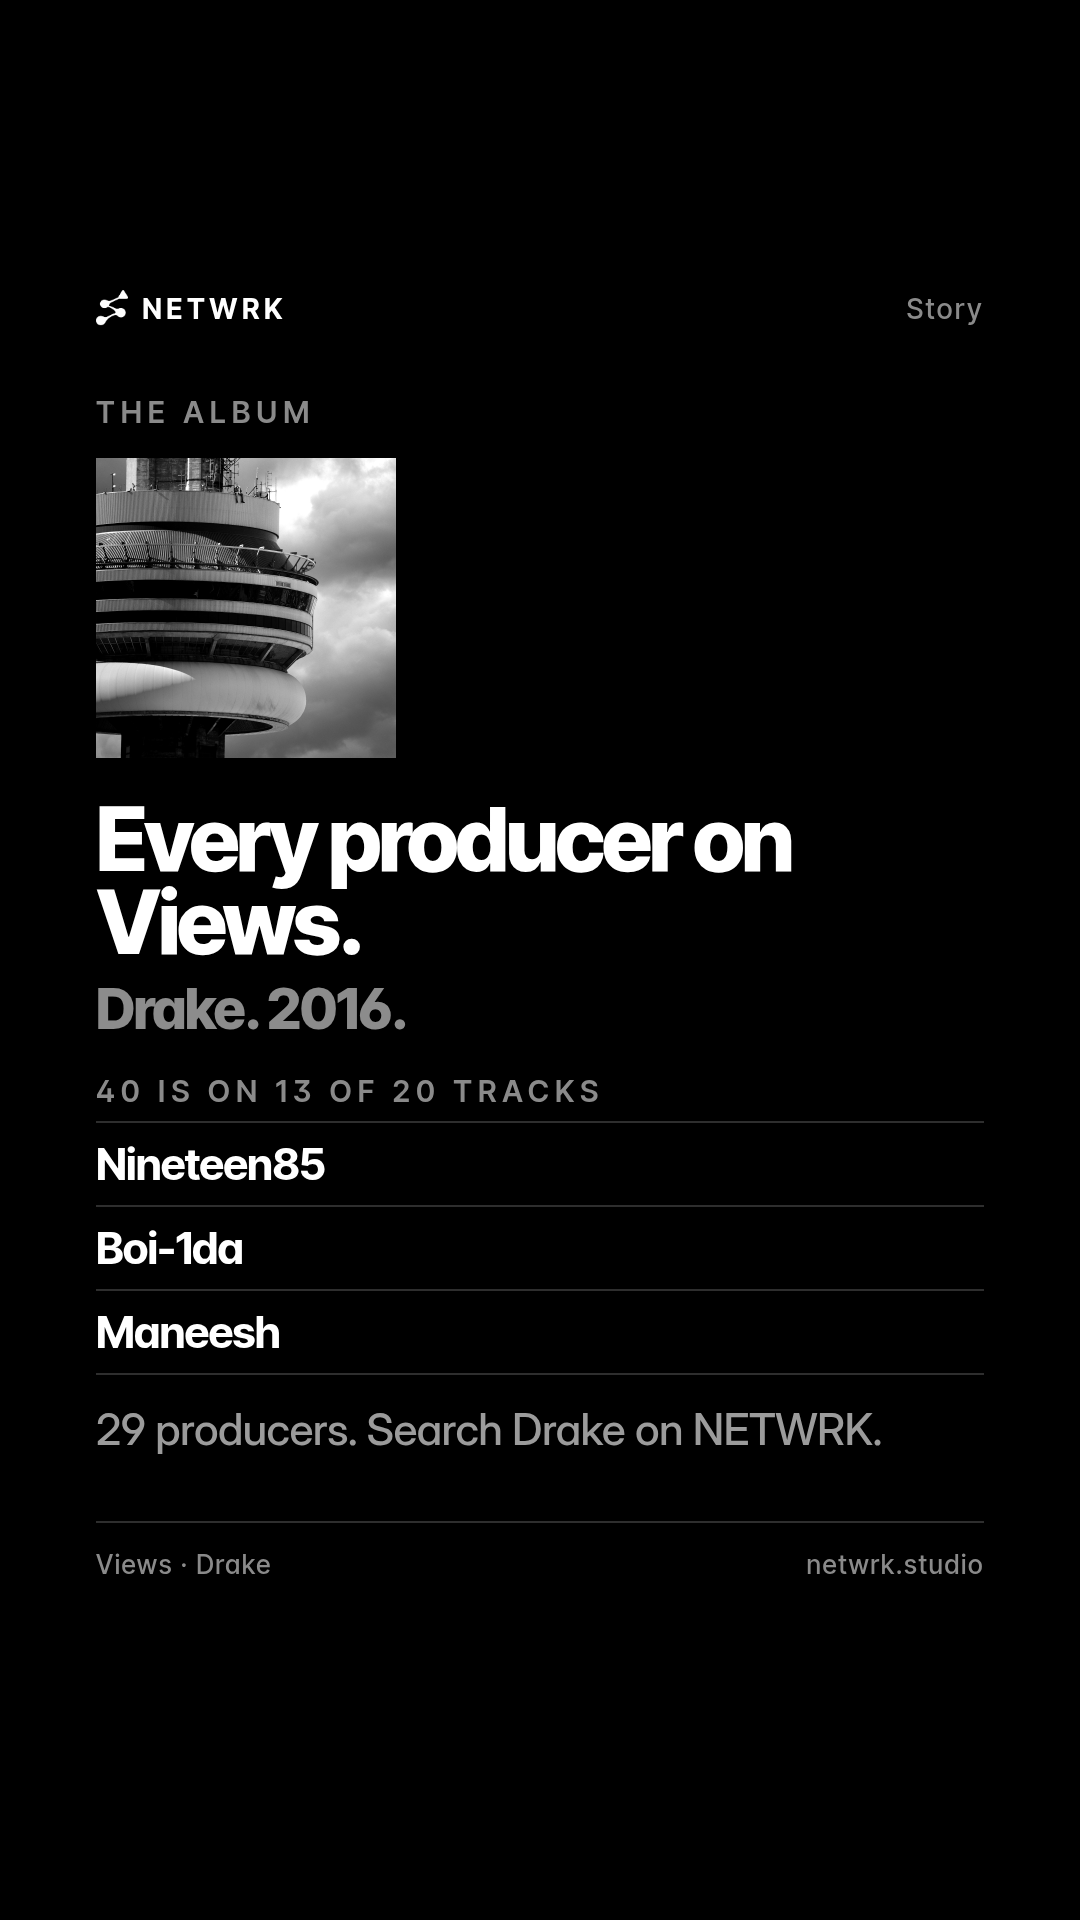 NETWRK
Story
THE ALBUM
Every producer on
Views.
Drake. 2016.
40 IS ON 13 OF 20 TRACKS
Nineteen85
Boi-1da
Maneesh
29 producers. Search Drake on NETWRK.
Views · Drake
netwrk.studio